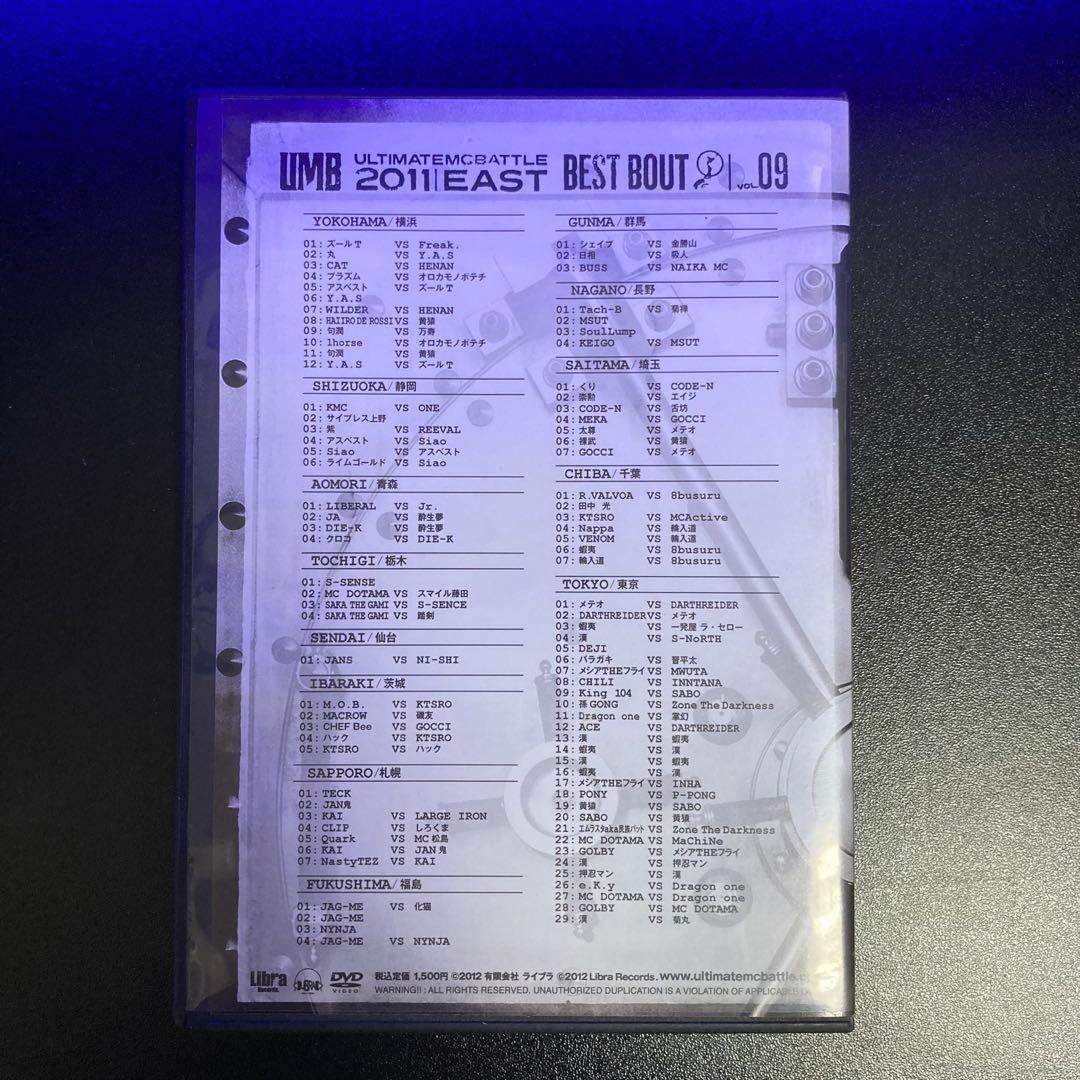 UMB ULTIMATEMCBATTLE 2011|EAST BEST BOUT VOL.09
YOKOHAMA/横浜
01:ズールT VS Freak.
02:丸 VS Y.A.S
03:CAT VS HENAN
04:プラズム VS オロカモノポテチ
05:アスベスト VS ズールT
06:Y.A.S
07:WILDER VS HENAN
08:HAIIRO DE ROSSI VS 黄猿
09:句潤 VS 万寿
10:1horse VS オロカモノポテチ
11:句潤 VS 黄猿
12:Y.A.S VS ズールT
SHIZUOKA/静岡
01:KMC VS ONE
02:サイプレス上野
03:紫 VS REEVAL
04:アスベスト VS Siao
05:Siao VS アスベスト
06:ライムゴールド VS Siao
AOMORI/青森
01:LIBERAL VS Jr.
02:JA VS 酔生夢
03:DIE-K VS 酔生夢
04:クロコ VS DIE-K
TOCHIGI/栃木
01:S-SENSE
02:MC DOTAMA VS スマイル藤田
03:SAKA THE GAMI VS S-SENCE
04:SAKA THE GAMI VS 踏剣
SENDAI/仙台
01:JANS VS NI-SHI
IBARAKI/茨城
01:M.O.B. VS KTSRO
02:MACROW VS 磯友
03:CHEF Bee VS GOCCI
04:ハック VS KTSRO
05:KTSRO VS ハック
SAPPORO/札幌
01:TECK
02:JAN鬼
03:KAI VS LARGE IRON
04:CLIP VS しろくま
05:Quark VS MC松島
06:KAI VS JAN鬼
07:NastyTEZ VS KAI
FUKUSHIMA/福島
01:JAG-ME VS 化猫
02:JAG-ME
03:NYNJA
04:JAG-ME VS NYNJA
GUNMA/群馬
01:シェイプ VS 金勝山
02:日相 VS 吸人
03:BUSS VS NAIKA MC
NAGANO/長野
01:Tach-B VS 菊禅
02:MSUT
03:SoulLump
04:KEIGO VS MSUT
SAITAMA/埼玉
01:くり VS CODE-N
02:崇勲 VS エイジ
03:CODE-N VS 舌坊
04:MEKA VS GOCCI
05:太尊 VS メテオ
06:裸武 VS 黄猿
07:GOCCI VS メテオ
CHIBA/千葉
01:R.VALVOA VS 8busuru
02:田中 光
03:KTSRO VS MCActive
04:Nappa VS 輪入道
05:VENOM VS 輪入道
06:蝦夷 VS 8busuru
07:輪入道 VS 8busuru
TOKYO/東京
01:メテオ VS DARTHREIDER
02:DARTHREIDER VS メテオ
03:蝦夷 VS 一発屋 ラ・セロー
04:漢 VS S-NoRTH
05:DEJI
06:バラガキ VS 晋平太
07:メシアTHEフライ VS MWUTA
08:CHILI VS INNTANA
09:King 104 VS SABO
10:孫GONG VS Zone The Darkness
11:Dragon one VS 掌幻
12:ACE VS DARTHREIDER
13:漢 VS 蝦夷
14:蝦夷 VS 漢
15:漢 VS 蝦夷
16:蝦夷 VS 漢
17:メシアTHEフライ VS INHA
18:PONY VS P-PONG
19:黄猿 VS SABO
20:SABO VS 黄猿
21:エムラスタaka民族バット VS Zone The Darkness
22:MC DOTAMA VS MaChiNe
23:GOLBY VS メシアTHEフライ
24:漢 VS 押忍マン
25:押忍マン VS 漢
26:e.K.y VS Dragon one
27:MC DOTAMA VS Dragon one
28:GOLBY VS MC DOTAMA
29:漢 VS 菊丸
Libra Records. DVD VIDEO 税込定価 1,500円 ©2012 有限会社 ライブラ ©2012 Libra Records. www.ultimatemcbattle.c
WARNING!!:ALL RIGHTS RESERVED. UNAUTHORIZED DUPLICATION IS A VIOLATION OF APPLICABLE